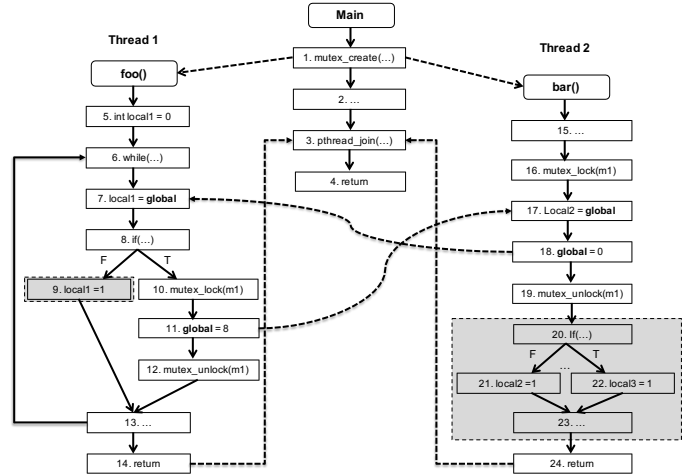 Main
Thread 1
Thread 2
1. mutex_create(…)
foo()
bar()
2. …
5. int local1 = 0
15. …
3. pthread_join(…)
6. while(…)
16. mutex_lock(m1)
4. return
7. local1 = global
17. Local2 = global
8. if(…)
18. global = 0
F
T
9. local1 =1
10. mutex_lock(m1)
19. mutex_unlock(m1)
11. global = 8
20. If(…)
F
T
…
12. mutex_unlock(m1)
21. local2 =1
22. local3 = 1
13. …
23. …
14. return
24. return